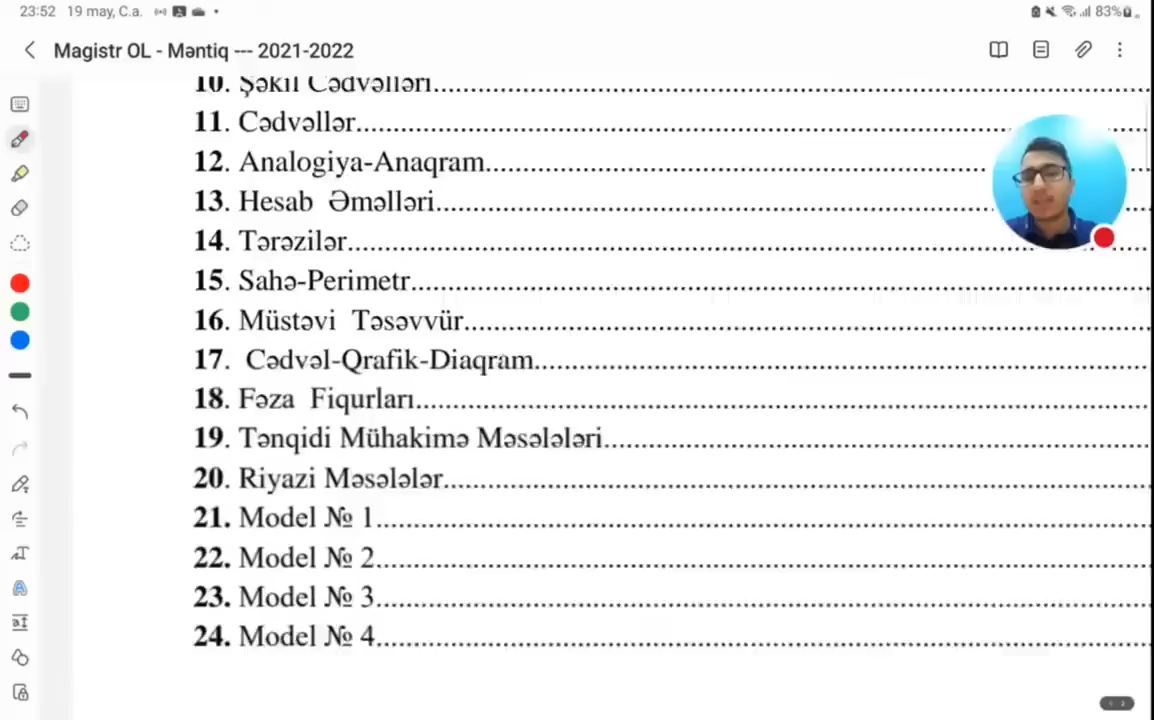 23:52 19 may, C.a. 83%
Magistr OL - Məntiq --- 2021-2022
10. Şəkil Cədvəlləri
11. Cədvəllər
12. Analogiya-Anaqram
13. Hesab Əməlləri
14. Tərəzilər
15. Sahə-Perimetr
16. Müstəvi Təsəvvür
17. Cədvəl-Qrafik-Diaqram
18. Fəza Fiqurları
19. Tənqidi Mühakimə Məsələləri
20. Riyazi Məsələlər
21. Model № 1
22. Model № 2
23. Model № 3
24. Model № 4